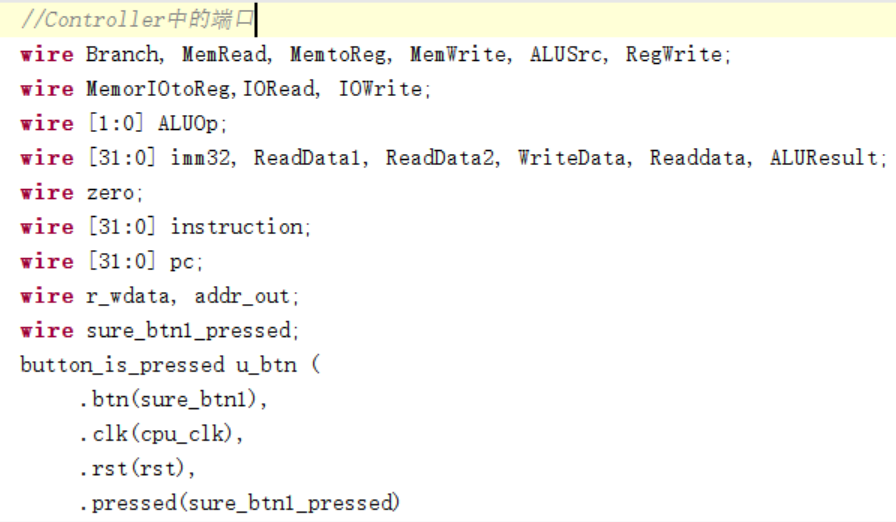 //Controller中的端口
wire Branch, MemRead, MemtoReg, MemWrite, ALUSrc, RegWrite;
wire MemorIOtoReg,IORead, IOWrite;
wire [1:0] ALUOp;
wire [31:0] imm32, ReadData1, ReadData2, WriteData, Readdata, ALUResult;
wire zero;
wire [31:0] instruction;
wire [31:0] pc;
wire r_wdata, addr_out;
wire sure_btn1_pressed;
button_is_pressed u_btn (
.btn(sure_btn1),
.clk(cpu_clk),
.rst(rst),
.pressed(sure_btn1_pressed)